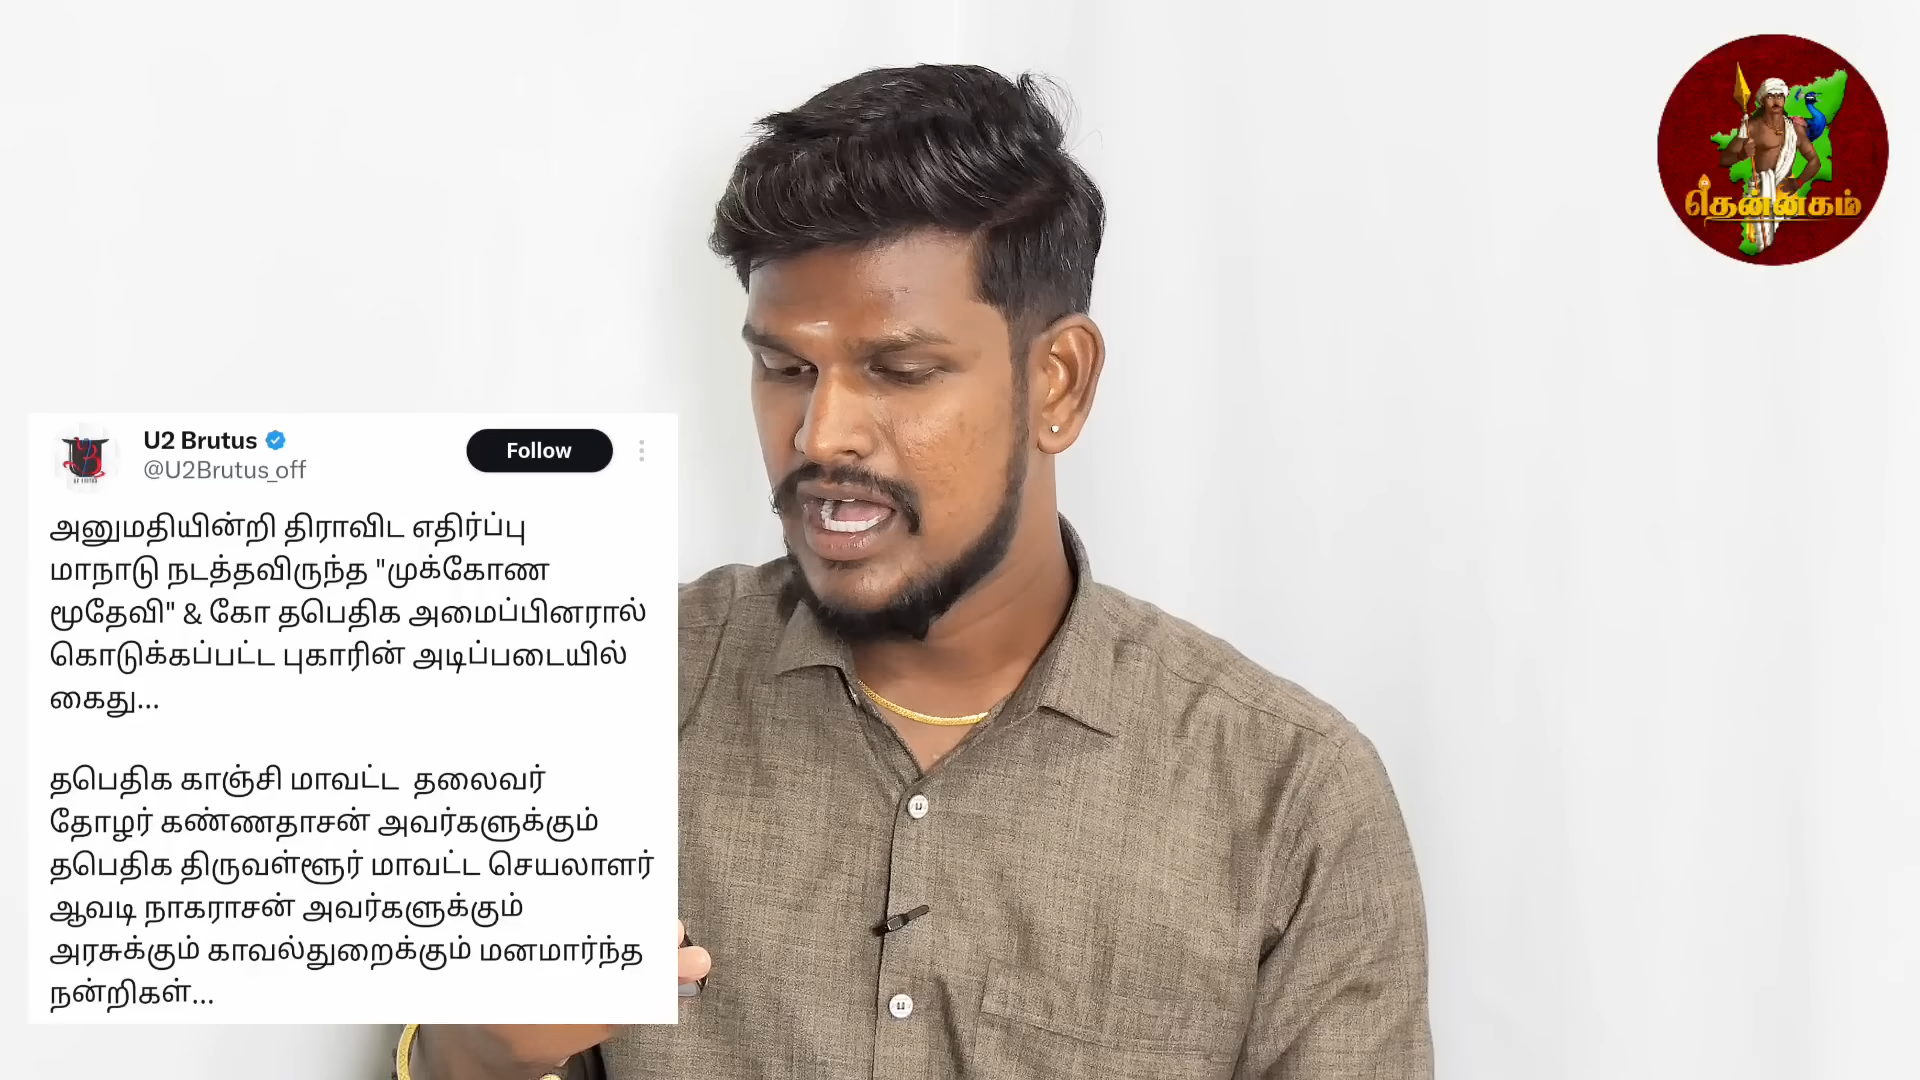 தென்னகம்
U2 Brutus
@U2Brutus_off
Follow
அனுமதியின்றி திராவிட எதிர்ப்பு
மாநாடு நடத்தவிருந்த "முக்கோண
மூதேவி" & கோ தபெதிக அமைப்பினரால்
கொடுக்கப்பட்ட புகாரின் அடிப்படையில்
கைது...
தபெதிக காஞ்சி மாவட்ட தலைவர்
தோழர் கண்ணதாசன் அவர்களுக்கும்
தபெதிக திருவள்ளூர் மாவட்ட செயலாளர்
ஆவடி நாகராசன் அவர்களுக்கும்
அரசுக்கும் காவல்துறைக்கும் மனமார்ந்த
நன்றிகள்...